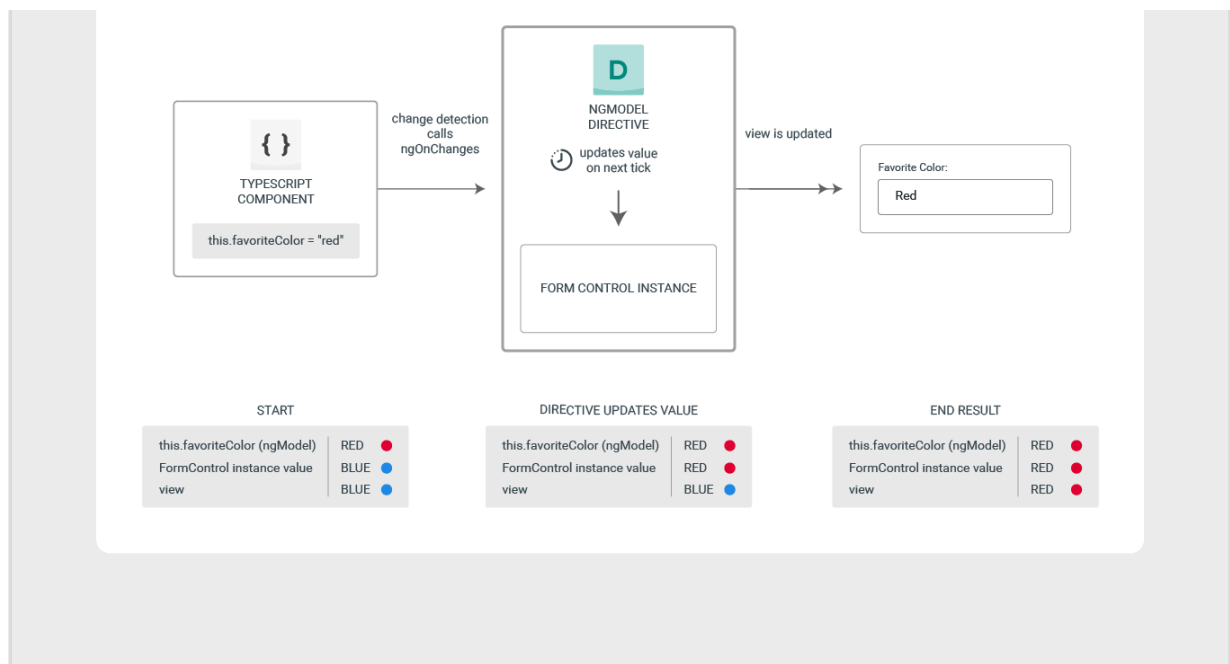 { }
TYPESCRIPT
COMPONENT
this.favoriteColor = "red"
change detection
calls
ngOnChanges
D
NGMODEL
DIRECTIVE
updates value
on next tick
FORM CONTROL INSTANCE
view is updated
Favorite Color:
Red
START
this.favoriteColor (ngModel) RED
FormControl instance value BLUE
view BLUE
DIRECTIVE UPDATES VALUE
this.favoriteColor (ngModel) RED
FormControl instance value RED
view BLUE
END RESULT
this.favoriteColor (ngModel) RED
FormControl instance value RED
view RED